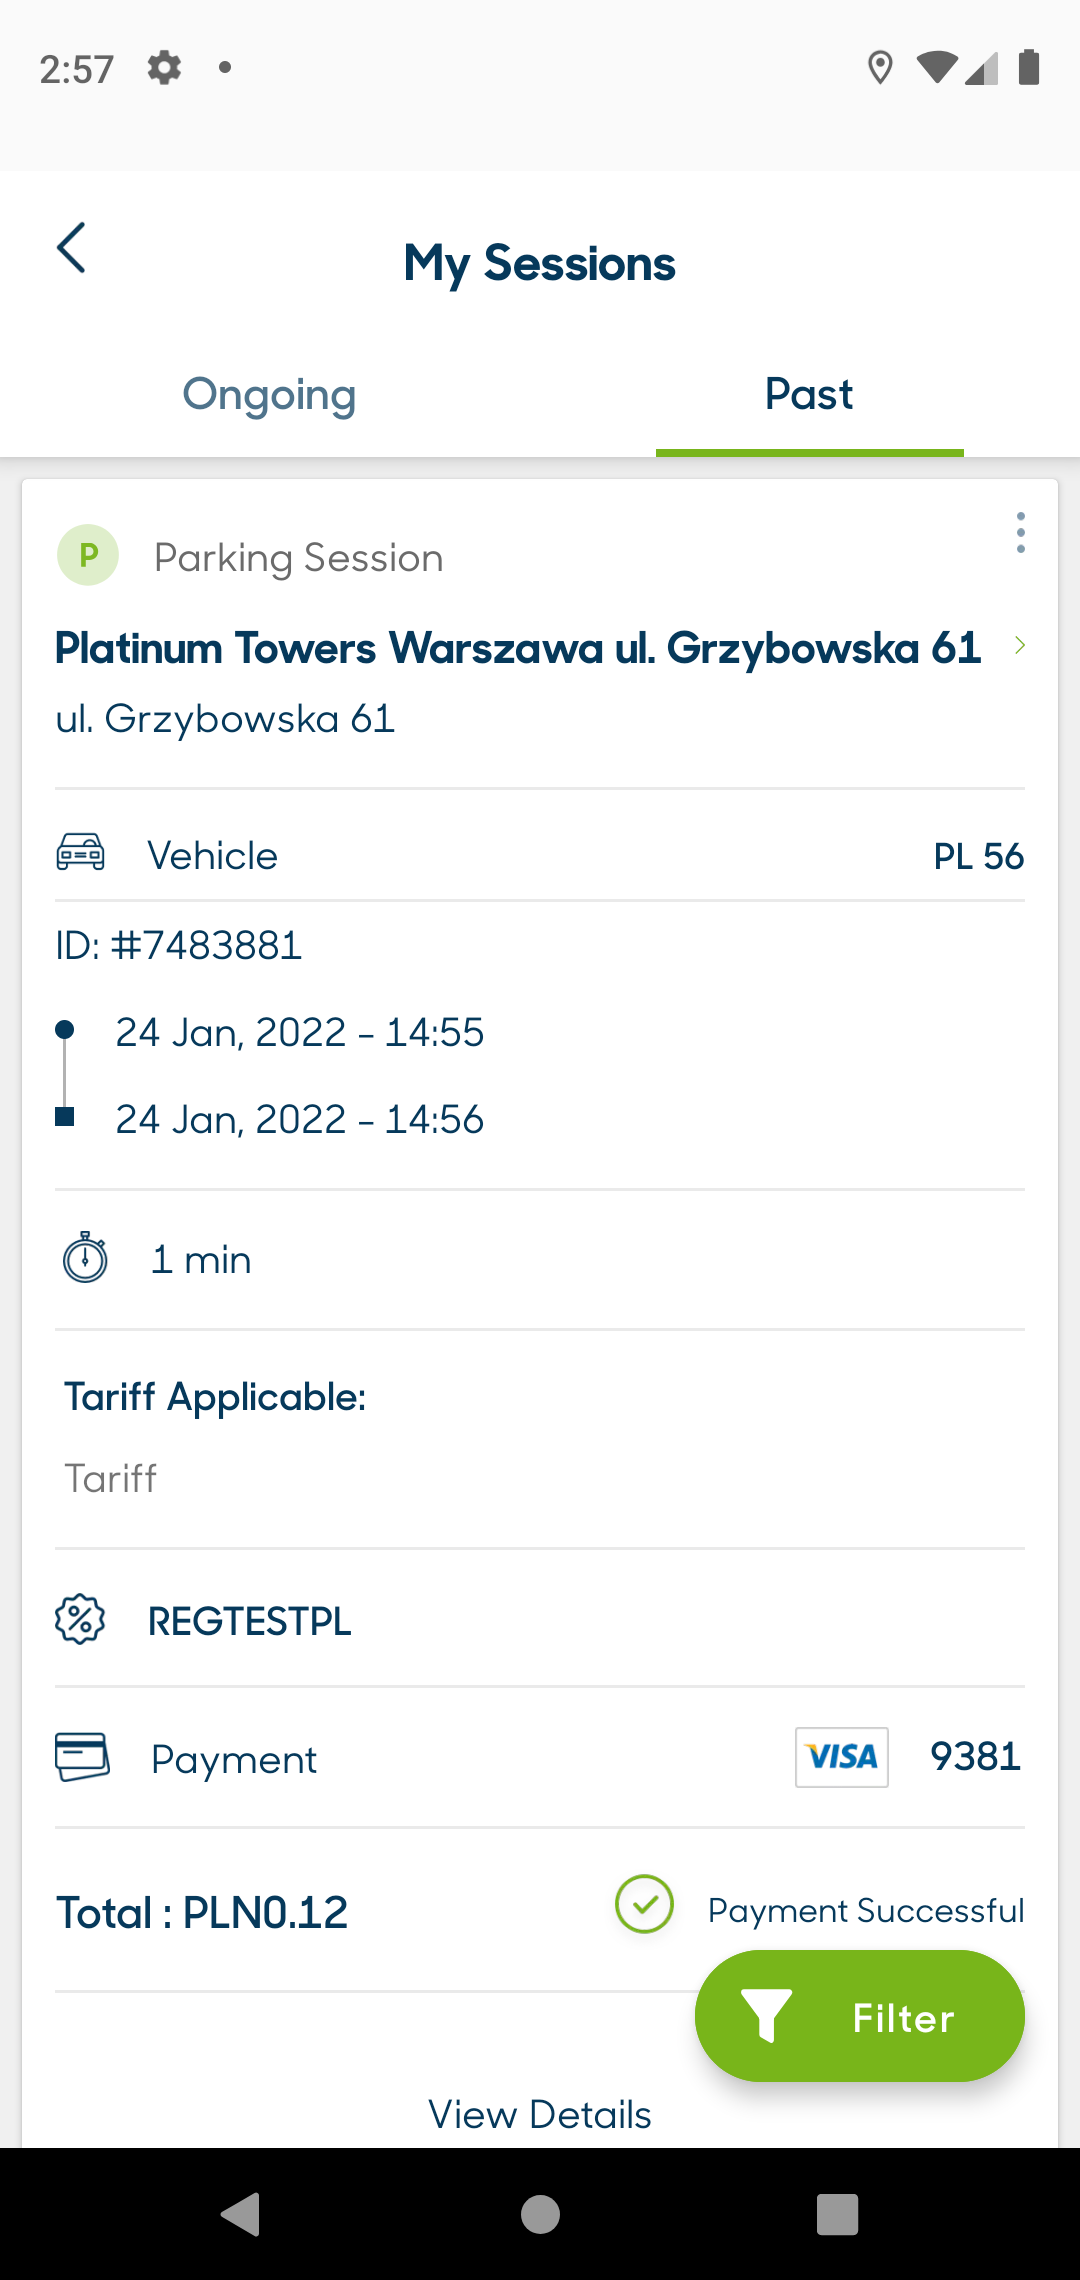 2:57
My Sessions
Ongoing
Past
P Parking Session
Platinum Towers Warszawa ul. Grzybowska 61
ul. Grzybowska 61
Vehicle PL 56
ID: #7483881
24 Jan, 2022 - 14:55
24 Jan, 2022 - 14:56
1 min
Tariff Applicable:
Tariff
REGTESTPL
Payment VISA 9381
Total : PLN0.12 Payment Successful
Filter
View Details